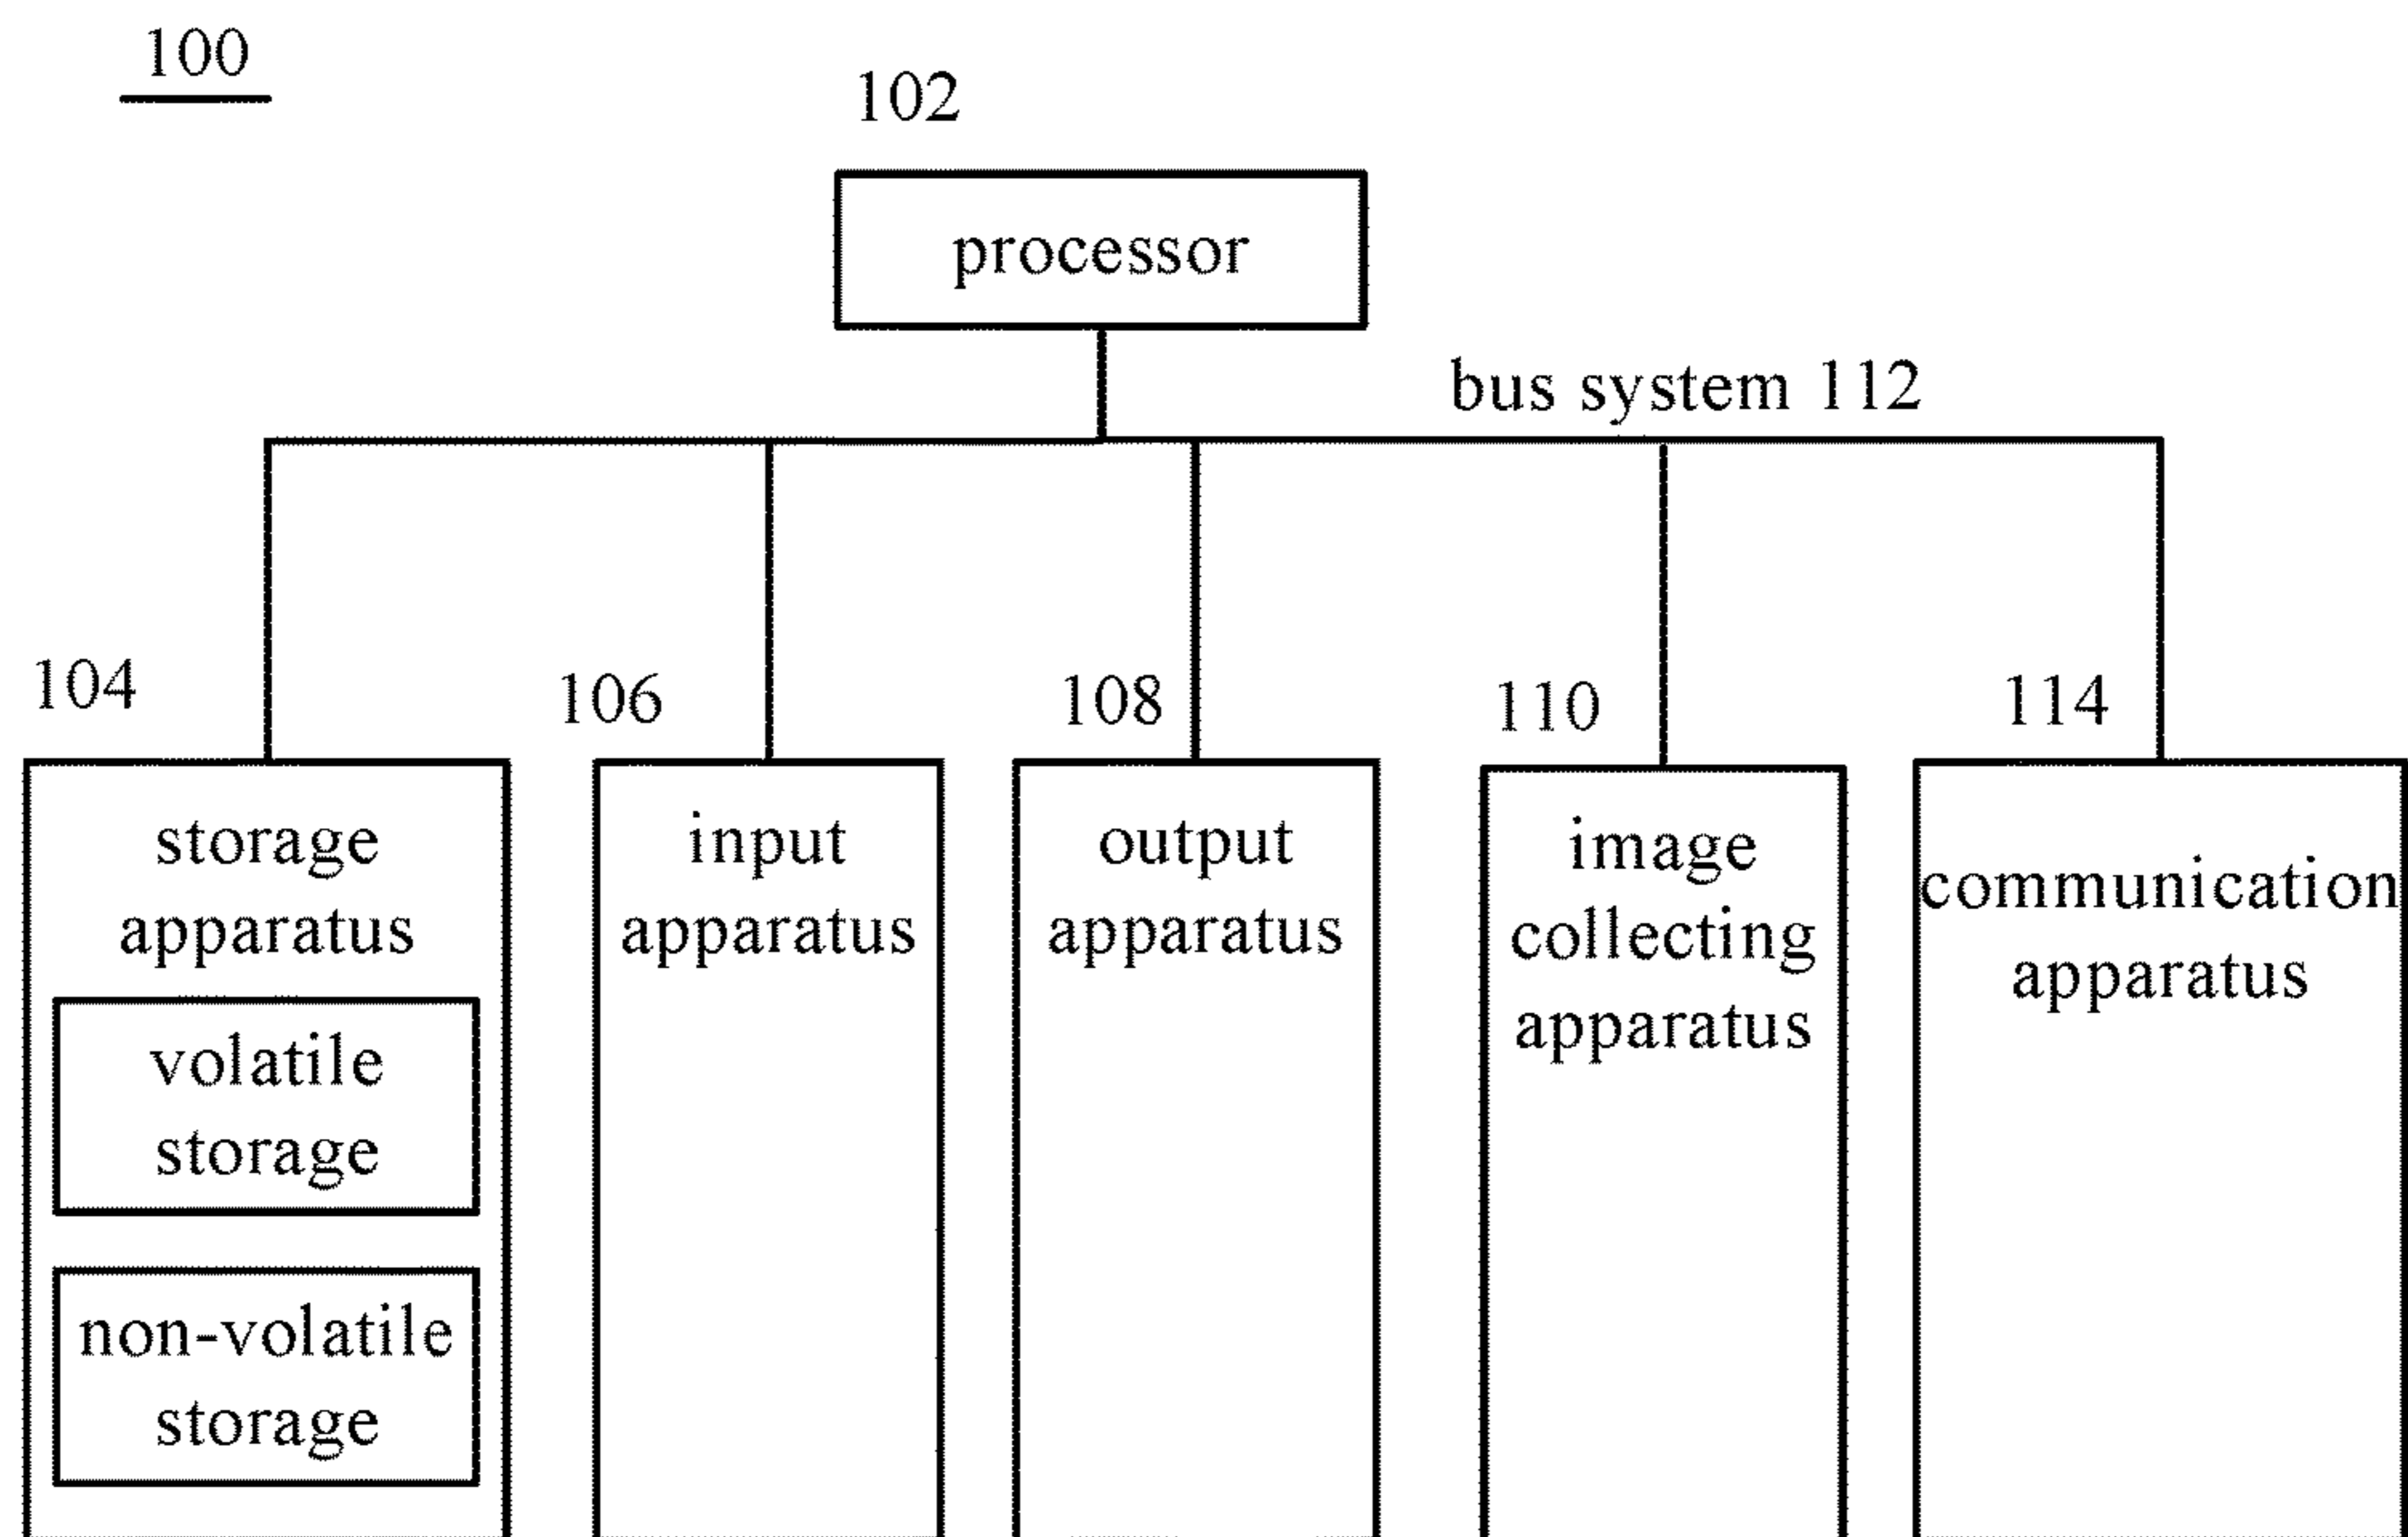 100
102
processor
bus system 112
104
storage
apparatus
volatile
storage
non-volatile
storage
106
input
apparatus
108
output
apparatus
110
image
collecting
apparatus
114
communication
apparatus